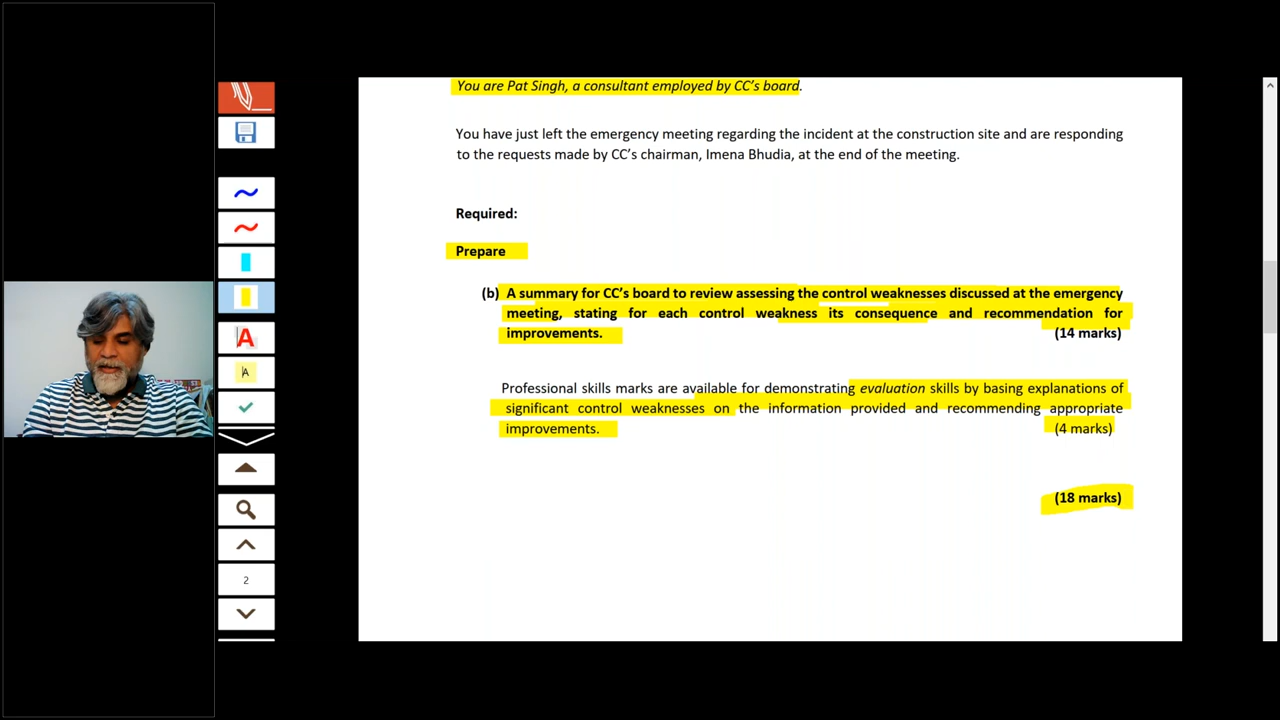 You are Pat Singh, a consultant employed by CC's board.
You have just left the emergency meeting regarding the incident at the construction site and are responding
to the requests made by CC's chairman, Imena Bhudia, at the end of the meeting.
Required:
Prepare
(b) A summary for CC's board to review assessing the control weaknesses discussed at the emergency
meeting, stating for each control weakness its consequence and recommendation for
improvements. (14 marks)
Professional skills marks are available for demonstrating evaluation skills by basing explanations of
significant control weaknesses on the information provided and recommending appropriate
improvements. (4 marks)
(18 marks)
A
A
2